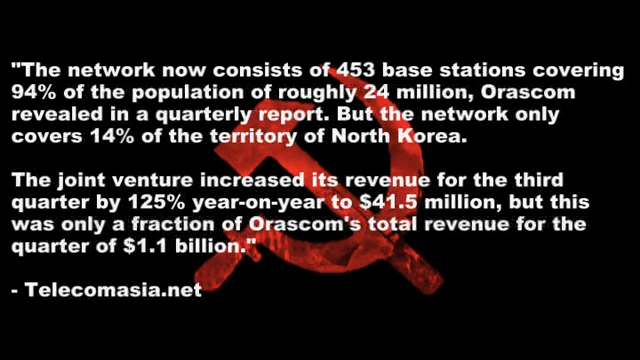 "The network now consists of 453 base stations covering
94% of the population of roughly 24 million, Orascom
revealed in a quarterly report. But the network only
covers 14% of the territory of North Korea.
The joint venture increased its revenue for the third
quarter by 125% year-on-year to $41.5 million, but this
was only a fraction of Orascom's total revenue for the
quarter of $1.1 billion."
- Telecomasia.net